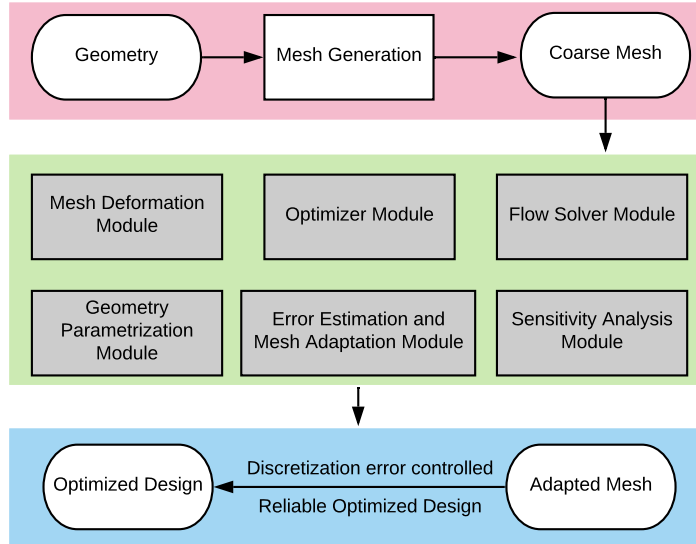 Geometry
Mesh Generation
Coarse Mesh
Mesh Deformation
Module
Optimizer Module
Flow Solver Module
Geometry
Parametrization
Module
Error Estimation and
Mesh Adaptation Module
Sensitivity Analysis
Module
Optimized Design
Discretization error controlled
Reliable Optimized Design
Adapted Mesh